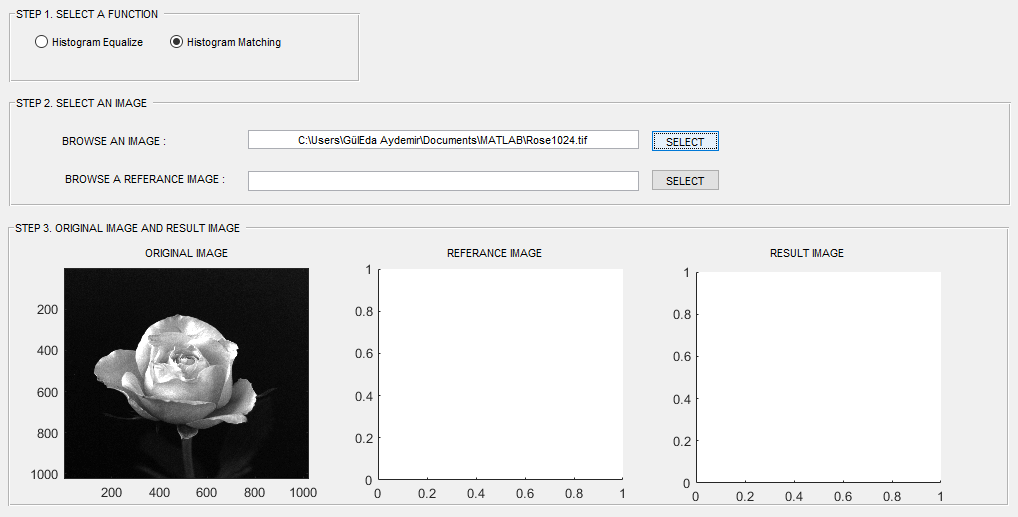 STEP 1. SELECT A FUNCTION
Histogram Equalize Histogram Matching
STEP 2. SELECT AN IMAGE
BROWSE AN IMAGE : C:\Users\GülEda Aydemir\Documents\MATLAB\Rose1024.tif SELECT
BROWSE A REFERANCE IMAGE : SELECT
STEP 3. ORIGINAL IMAGE AND RESULT IMAGE
ORIGINAL IMAGE
200
400
600
800
1000
200 400 600 800 1000
REFERANCE IMAGE
1
0.8
0.6
0.4
0.2
0
0 0.2 0.4 0.6 0.8 1
RESULT IMAGE
1
0.8
0.6
0.4
0.2
0
0 0.2 0.4 0.6 0.8 1